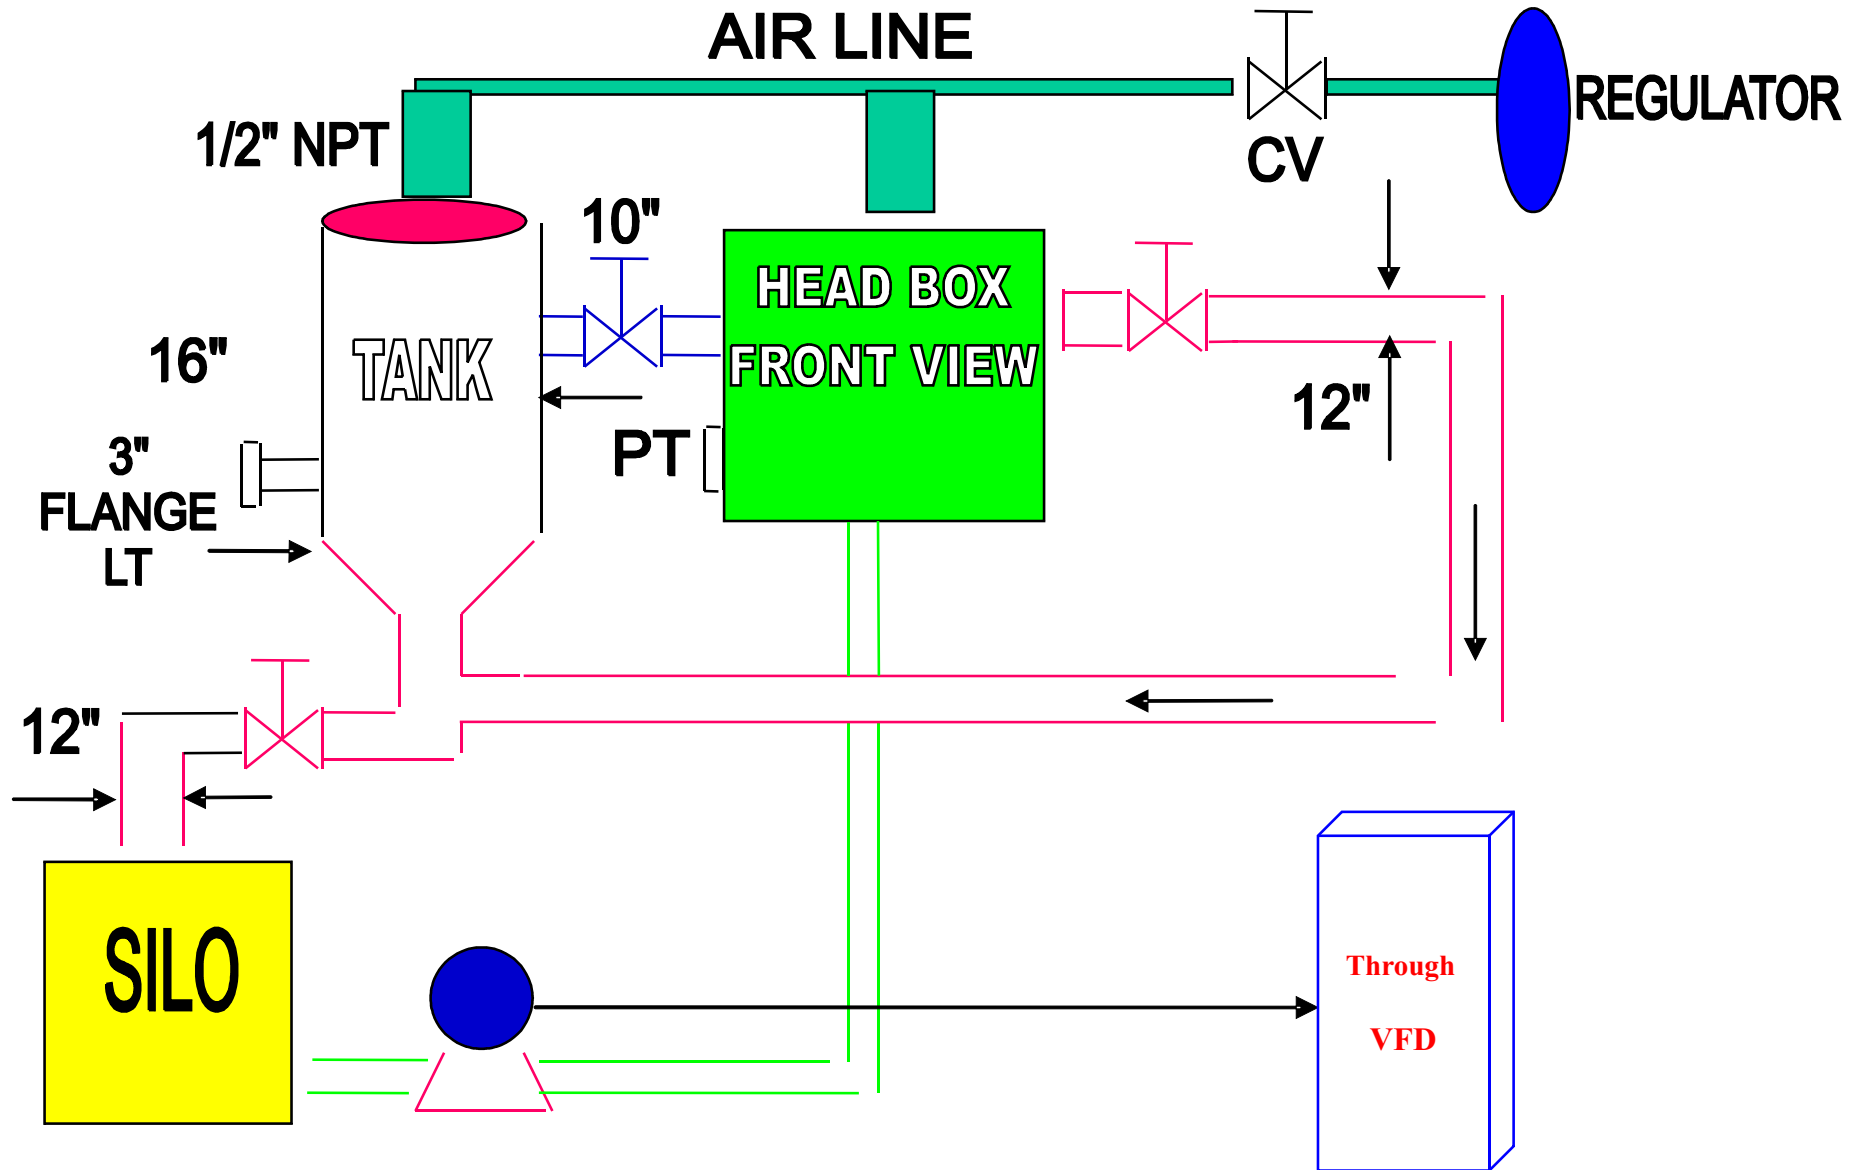 AIR LINE
REGULATOR
1/2" NPT
CV
10"
HEAD BOX
FRONT VIEW
TANK
16"
12"
PT
3"
FLANGE
LT
12"
SILO
Through
VFD